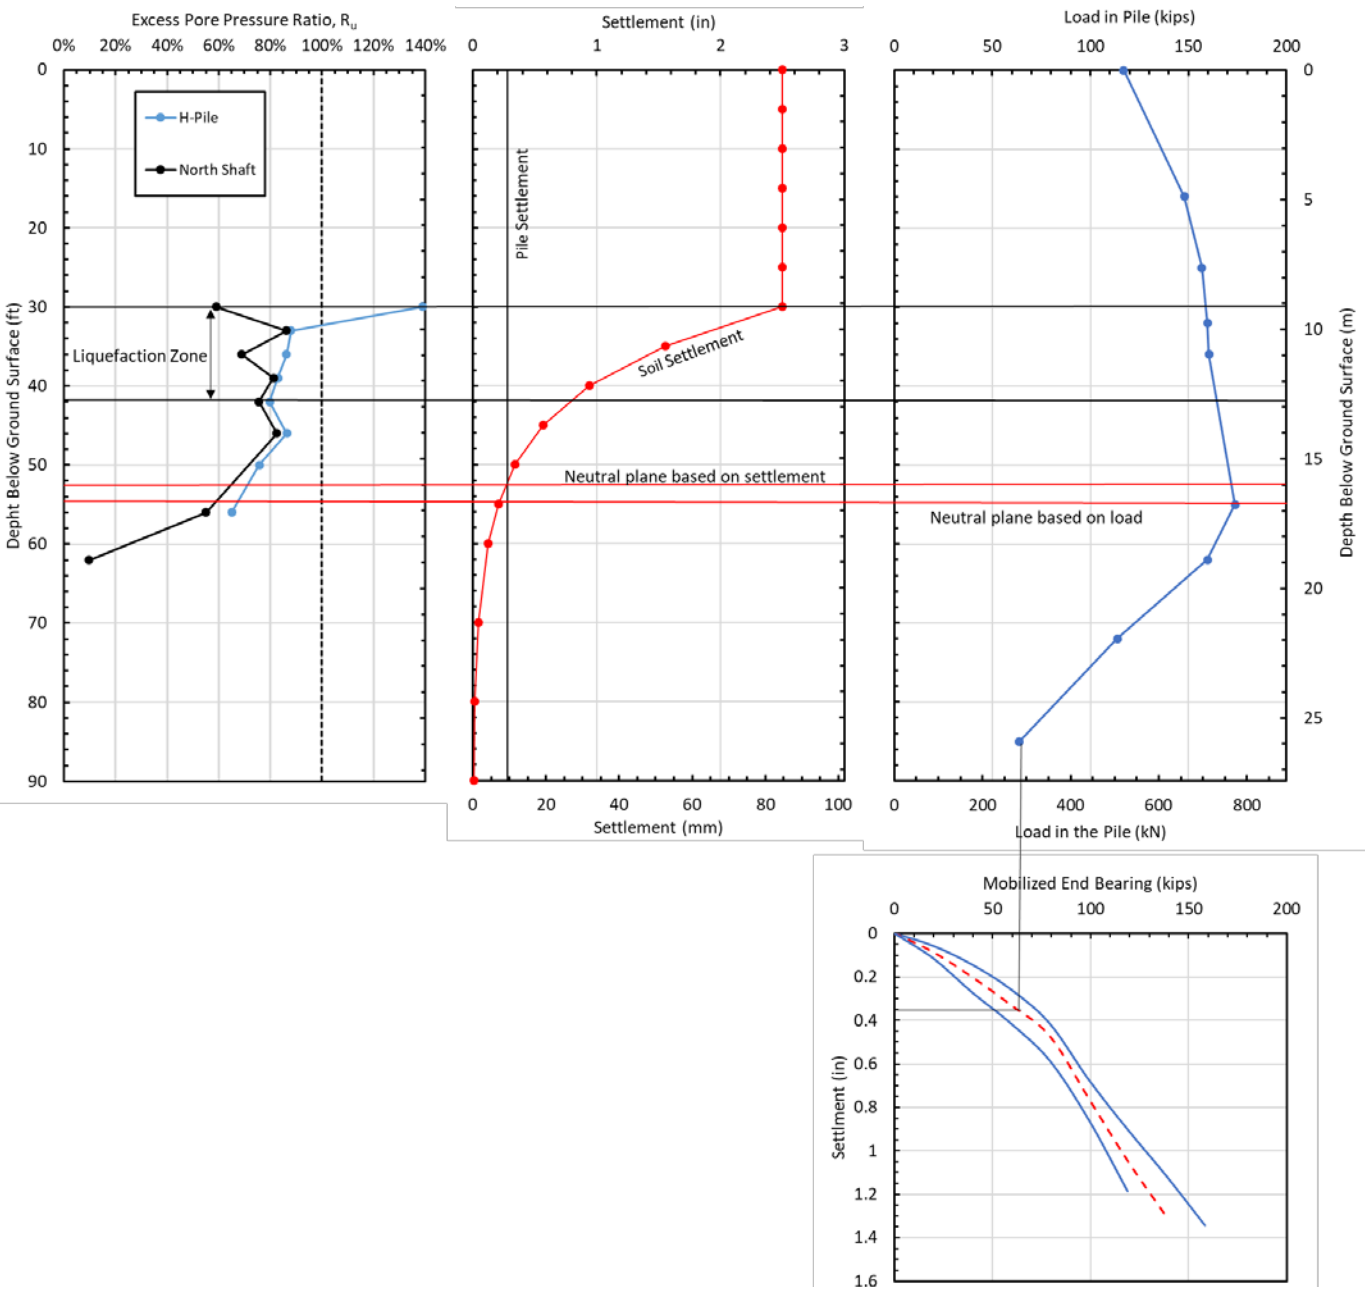 Excess Pore Pressure Ratio, Ru
0% 20% 40% 60% 80% 100% 120% 140%
0
10
20
30
40
50
60
70
80
90
Depht Below Ground Surface (ft)
H-Pile
North Shaft
Liquefaction Zone
Settlement (in)
0 1 2 3
Pile Settlement
Soil Settlement
Neutral plane based on settlement
0 20 40 60 80 100
Settlement (mm)
Load in Pile (kips)
0 50 100 150 200
0
5
10
15
20
25
Depth Below Ground Surface (m)
Neutral plane based on load
0 200 400 600 800
Load in the Pile (kN)
Mobilized End Bearing (kips)
0 50 100 150 200
0
0.2
0.4
0.6
0.8
1
1.2
1.4
1.6
Settlment (in)